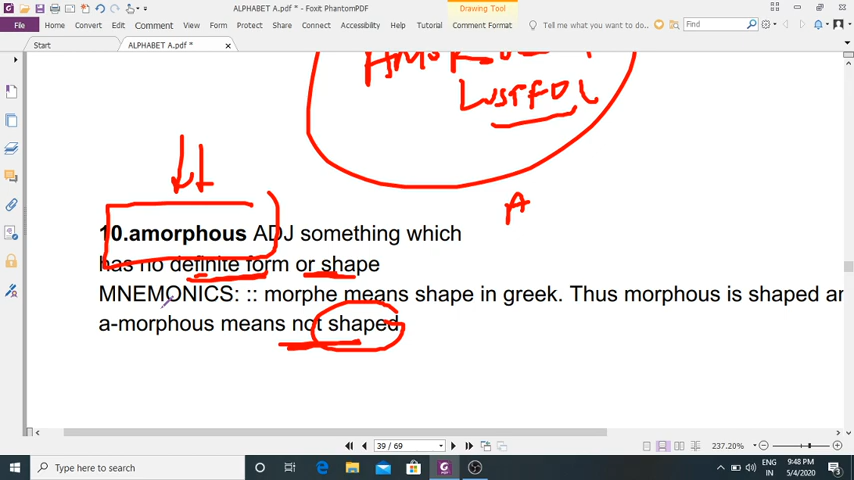 ALPHABET A.pdf * - Foxit PhantomPDF
Drawing Tool
File Home Convert Edit Comment View Form Protect Share Connect Accessibility Help Tutorial Comment Format Tell me what you want to do.. Find
Start ALPHABET A.pdf *
LUSTFUL
A
10.amorphous ADJ something which
has no definite form or shape
MNEMONICS: :: morphe means shape in greek. Thus morphous is shaped an
a-morphous means not shaped
39 / 69 237.20%
Type here to search ENG 9:48 PM
IN 5/4/2020 3